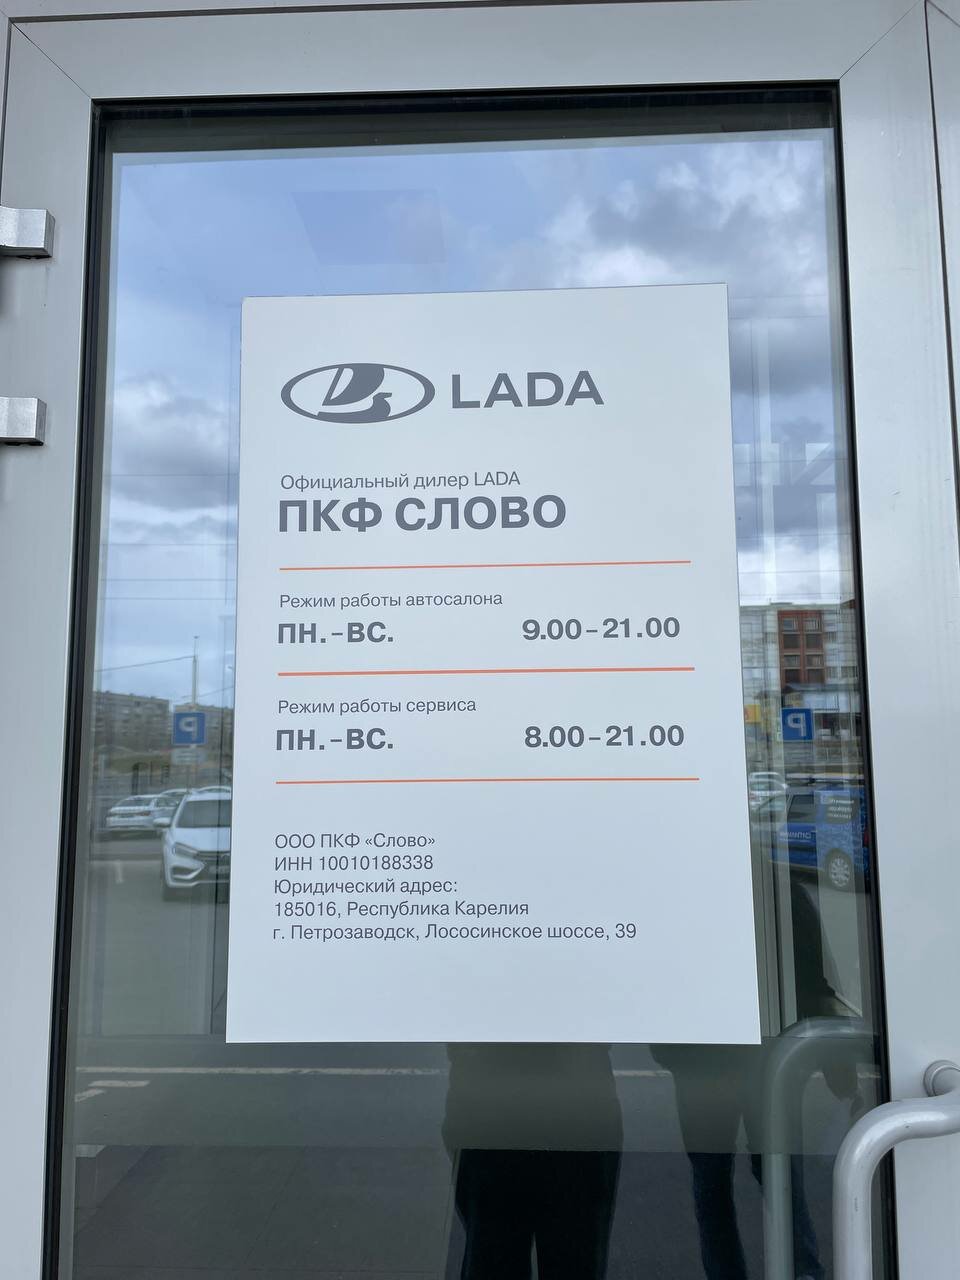 LADA
Официальный дилер LADA
ПКФ СЛОВО
Режим работы автосалона
ПН.-ВС. 9.00-21.00
Режим работы сервиса
ПН.-ВС. 8.00-21.00
ООО ПКФ «Слово»
ИНН 10010188338
Юридический адрес:
185016, Республика Карелия
г. Петрозаводск, Лососинское шоссе, 39